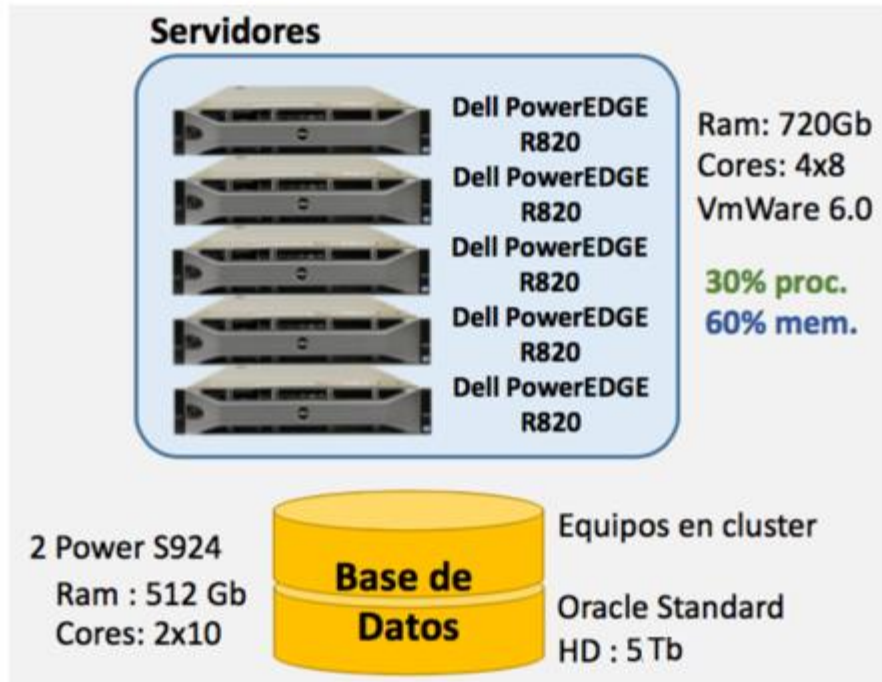 Servidores
Dell PowerEDGE
R820
Dell PowerEDGE
R820
Dell PowerEDGE
R820
Dell PowerEDGE
R820
Dell PowerEDGE
R820
Ram: 720Gb
Cores: 4x8
VmWare 6.0
30% proc.
60% mem.
2 Power S924
Ram : 512 Gb
Cores: 2x10
Base de
Datos
Equipos en cluster
Oracle Standard
HD : 5 Tb